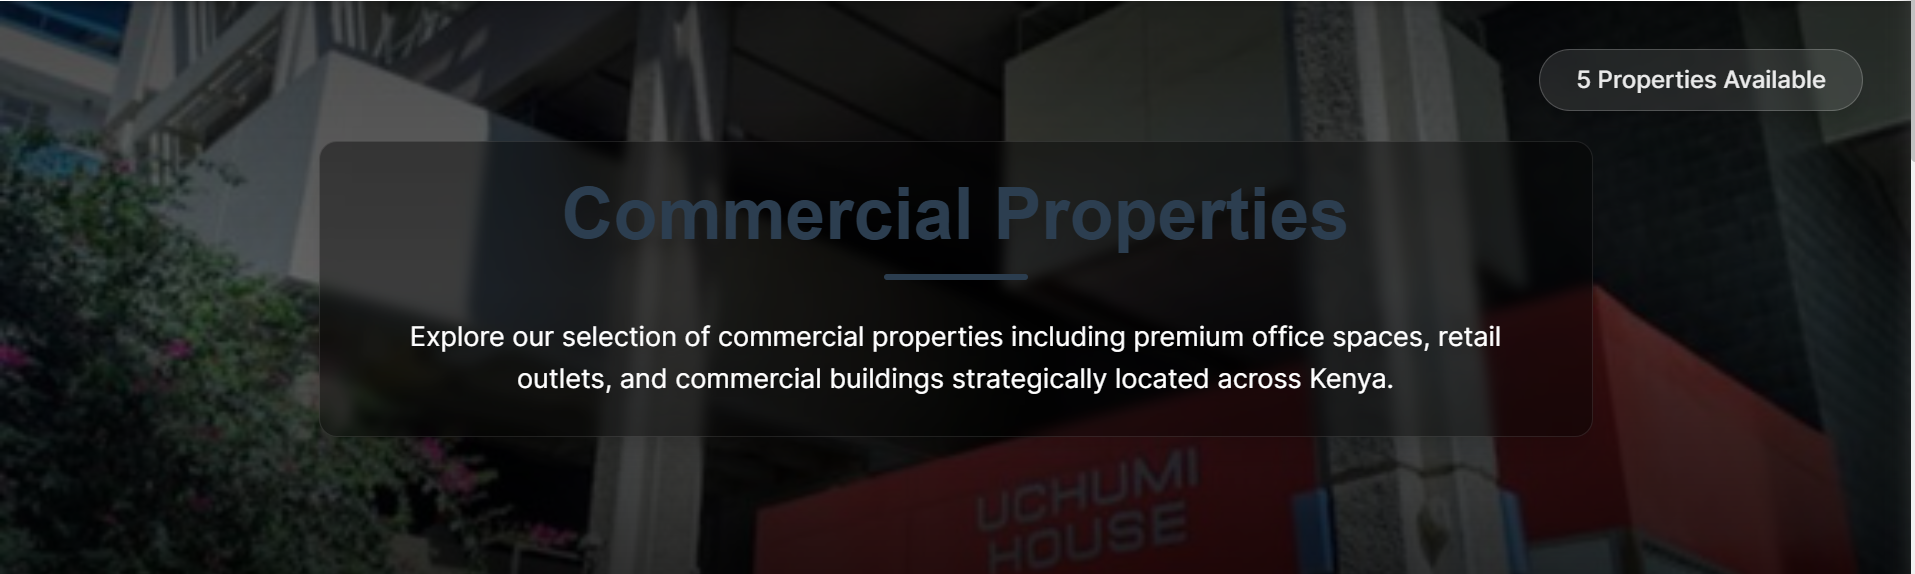 5 Properties Available
Commercial Properties
Explore our selection of commercial properties including premium office spaces, retail
outlets, and commercial buildings strategically located across Kenya.
UCHUMI
HOUSE